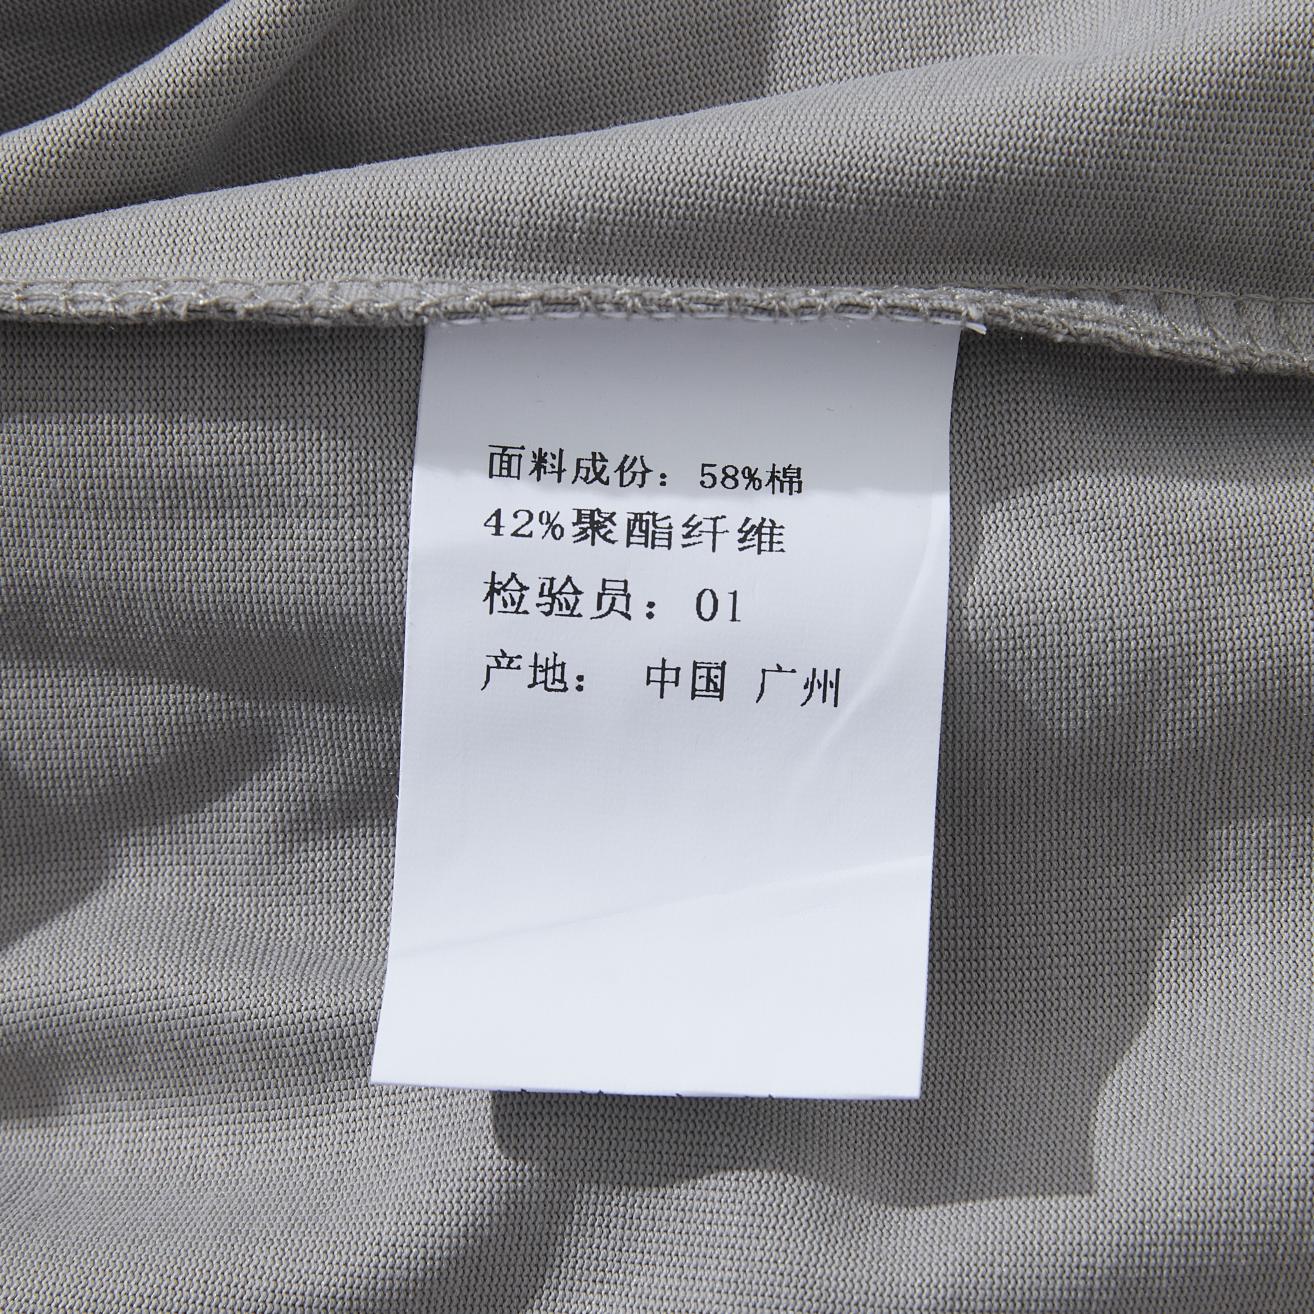 面料成份：58%棉
42%聚酯纤维
检验员：01
产地： 中国 广州